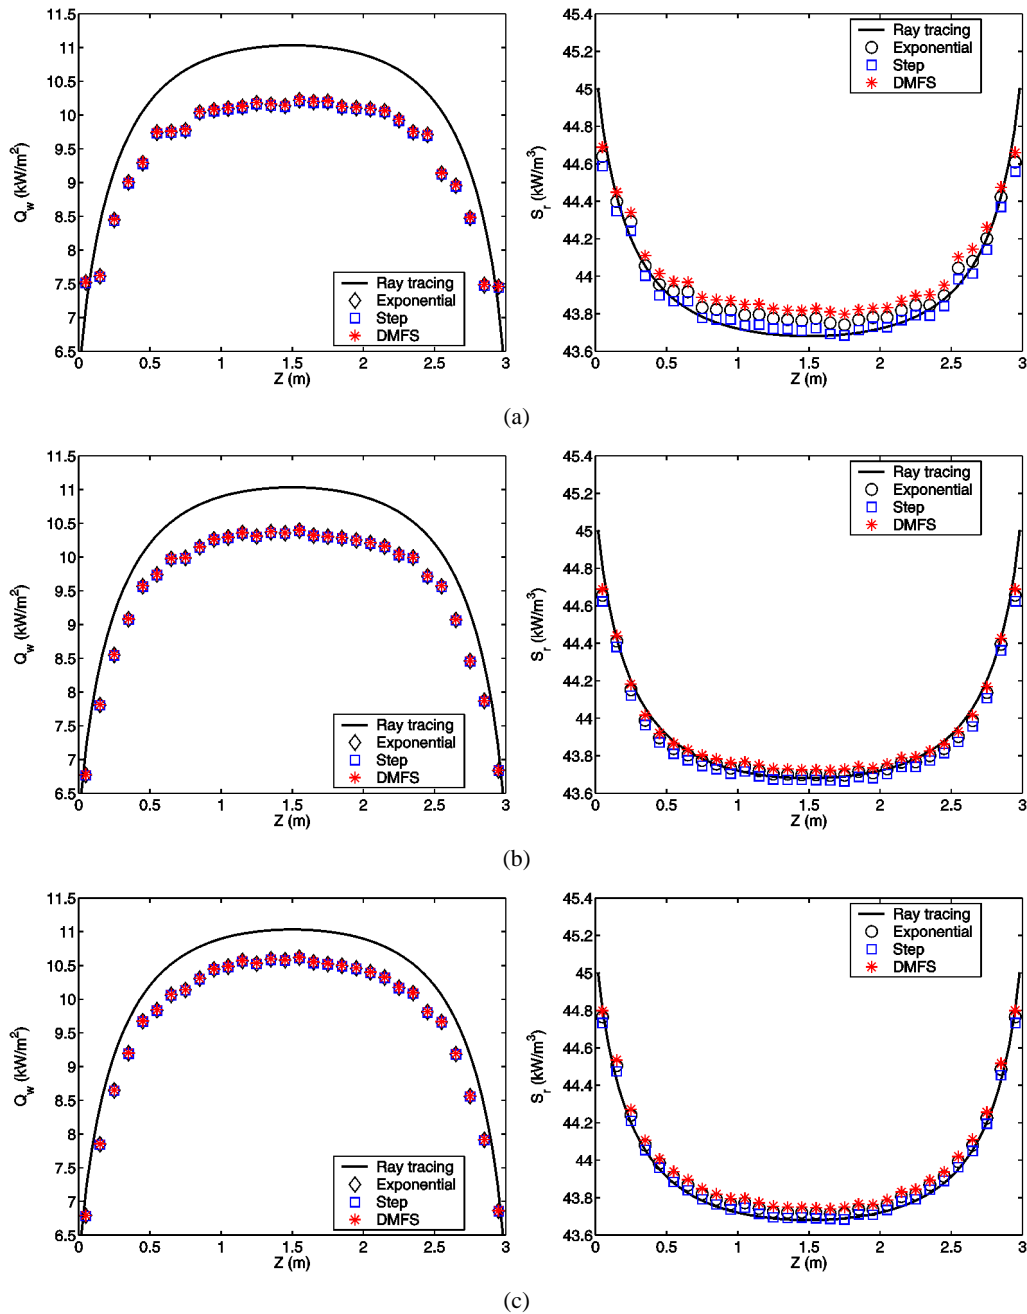 11.5
11
10.5
10
9.5
9
8.5
8
7.5
7
6.5
Q_w (kW/m²)
0
0.5
1
1.5
2
2.5
3
Z (m)
Ray tracing
Exponential
Step
DMFS
45.4
45.2
45
44.8
44.6
44.4
44.2
44
43.8
43.6
S_r (kW/m³)
0
0.5
1
1.5
2
2.5
3
Z (m)
Ray tracing
Exponential
Step
DMFS
(a)
11.5
11
10.5
10
9.5
9
8.5
8
7.5
7
6.5
Q_w (kW/m²)
0
0.5
1
1.5
2
2.5
3
Z (m)
Ray tracing
Exponential
Step
DMFS
45.4
45.2
45
44.8
44.6
44.4
44.2
44
43.8
43.6
S_r (kW/m³)
0
0.5
1
1.5
2
2.5
3
Z (m)
Ray tracing
Exponential
Step
DMFS
(b)
11.5
11
10.5
10
9.5
9
8.5
8
7.5
7
6.5
Q_w (kW/m²)
0
0.5
1
1.5
2
2.5
3
Z (m)
Ray tracing
Exponential
Step
DMFS
45.4
45.2
45
44.8
44.6
44.4
44.2
44
43.8
43.6
S_r (kW/m³)
0
0.5
1
1.5
2
2.5
3
Z (m)
Ray tracing
Exponential
Step
DMFS
(c)